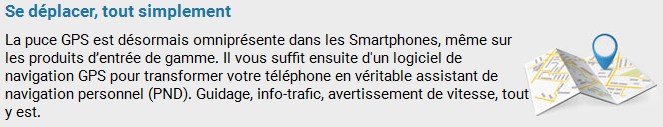 Se déplacer, tout simplement
La puce GPS est désormais omniprésente dans les Smartphones, même sur
les produits d'entrée de gamme. Il vous suffit ensuite d'un logiciel de
navigation GPS pour transformer votre téléphone en véritable assistant de
navigation personnel (PND). Guidage, info-trafic, avertissement de vitesse, tout
y est.